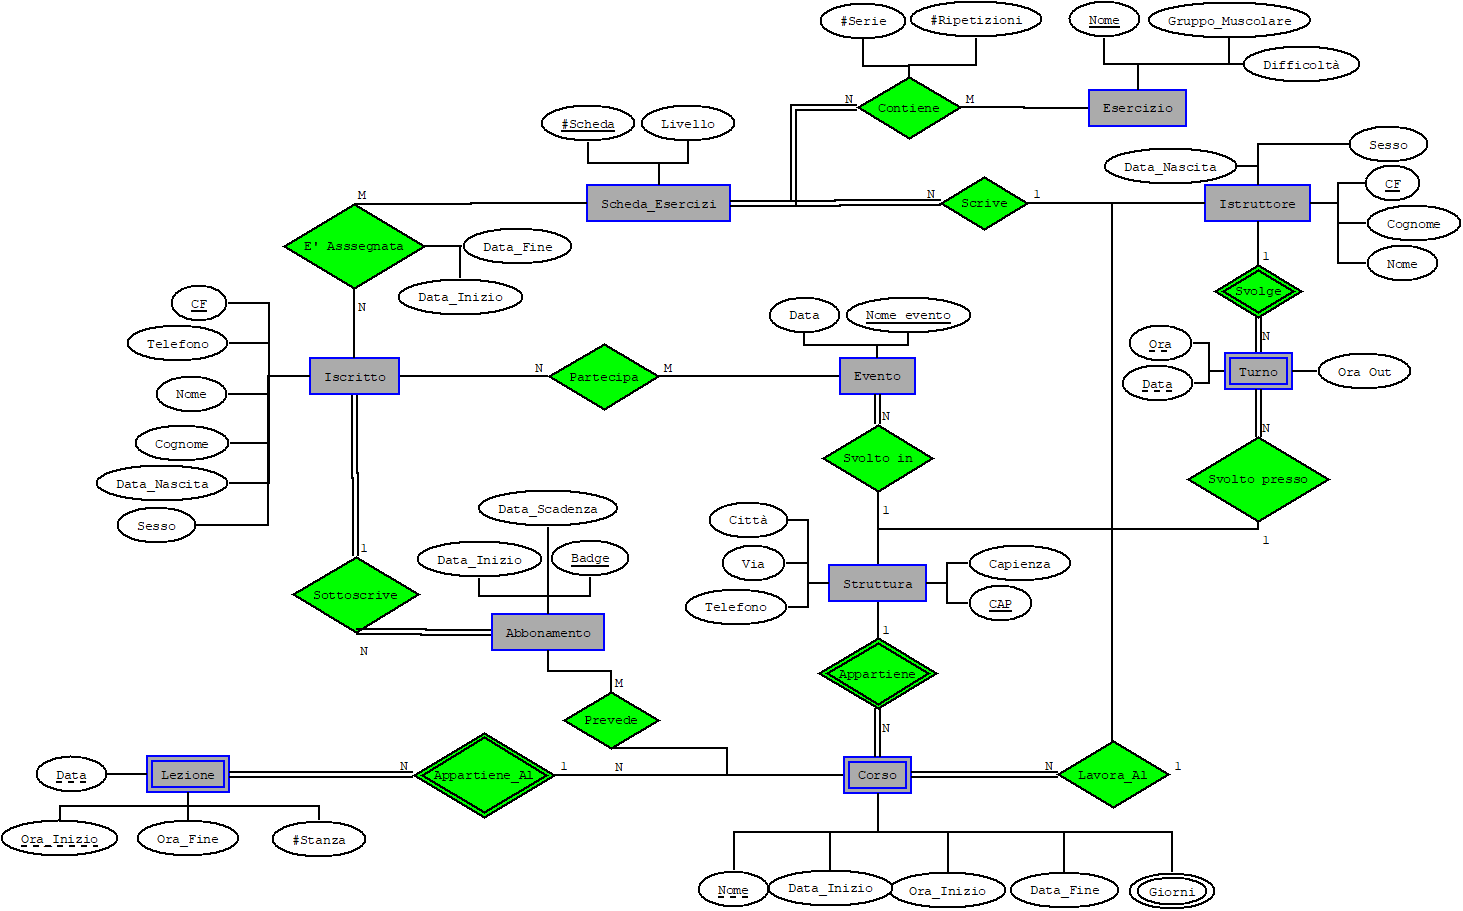 #Serie
#Ripetizioni
Nome
Gruppo_Muscolare
Difficoltà
N
Contiene
M
Esercizio
#Scheda
Livello
Data_Nascita
Sesso
CF
Cognome
Nome
M
Scheda_Esercizi
N
Scrive
1
Istruttore
E' Asssegnata
Data_Fine
Data_Inizio
N
1
Svolge
N
CF
Telefono
Nome
Cognome
Data_Nascita
Sesso
Iscritto
N
Partecipa
M
Data
Nome evento
Evento
N
Ora
Data
Turno
Ora Out
N
Svolto in
1
Svolto presso
1
Data_Scadenza
Data_Inizio
Badge
1
Sottoscrive
N
Abbonamento
Città
Via
Telefono
Struttura
Capienza
CAP
1
Appartiene
N
M
Prevede
N
Data
Lezione
N
Appartiene_Al
1
Corso
N
Lavora_Al
1
Ora_Inizio
Ora_Fine
#Stanza
Nome
Data_Inizio
Ora_Inizio
Data_Fine
Giorni